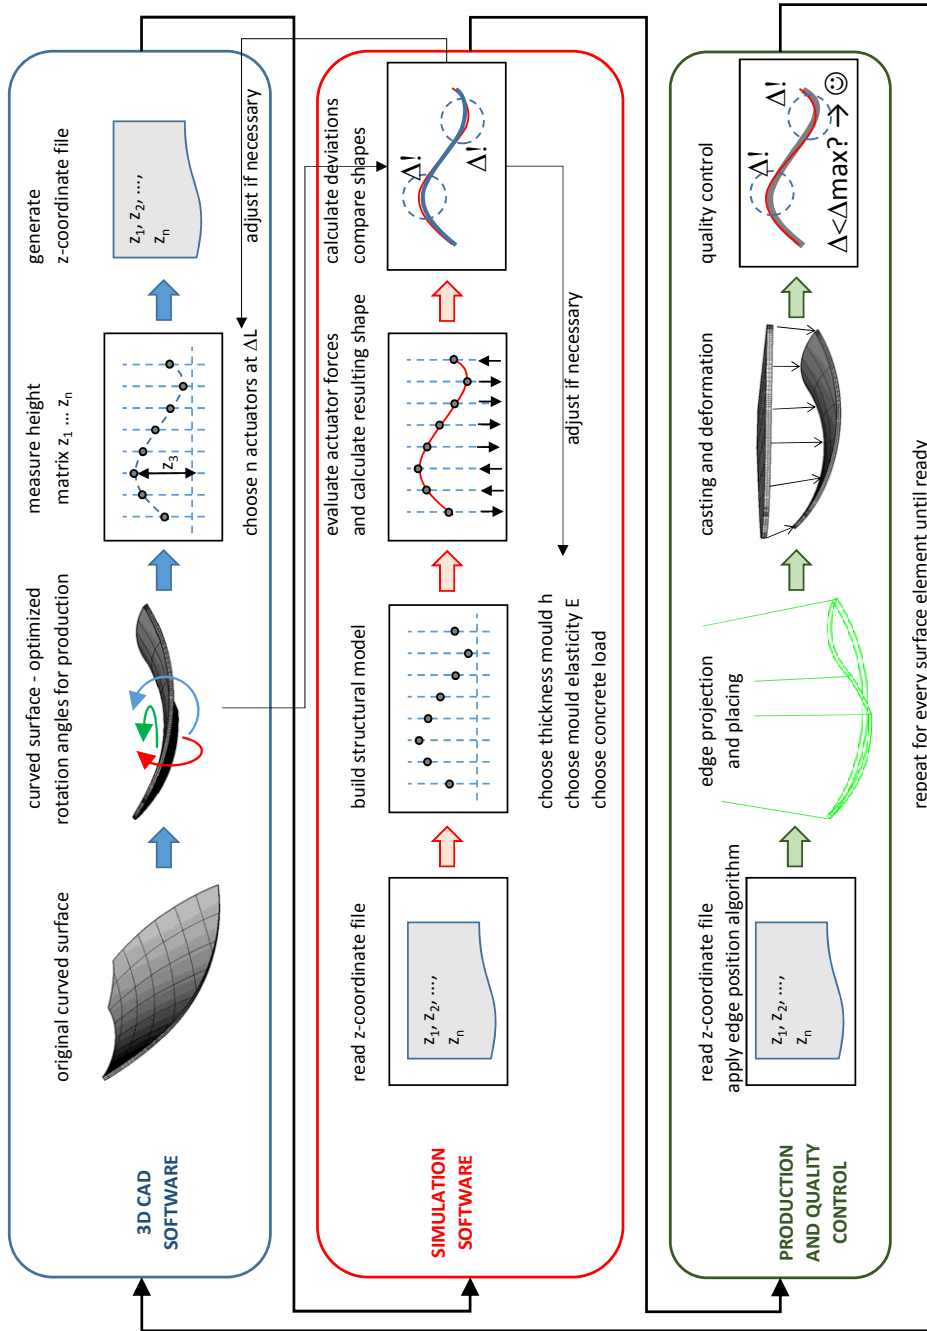 3D CAD
SOFTWARE
original curved surface
curved surface - optimized
rotation angles for production
measure height
matrix z1 ... zn
z3
choose n actuators at ΔL
generate
z-coordinate file
z1, z2, ...,
zn
adjust if necessary
SIMULATION
SOFTWARE
read z-coordinate file
z1, z2, ...,
zn
build structural model
choose thickness mould h
choose mould elasticity E
choose concrete load
evaluate actuator forces
and calculate resulting shape
calculate deviations
compare shapes
Δ!
Δ!
adjust if necessary
PRODUCTION
AND QUALITY
CONTROL
read z-coordinate file
apply edge position algorithm
z1, z2, ...,
zn
edge projection
and placing
casting and deformation
quality control
Δ!
Δ!
Δ<Δmax? → ☺
repeat for every surface element until ready